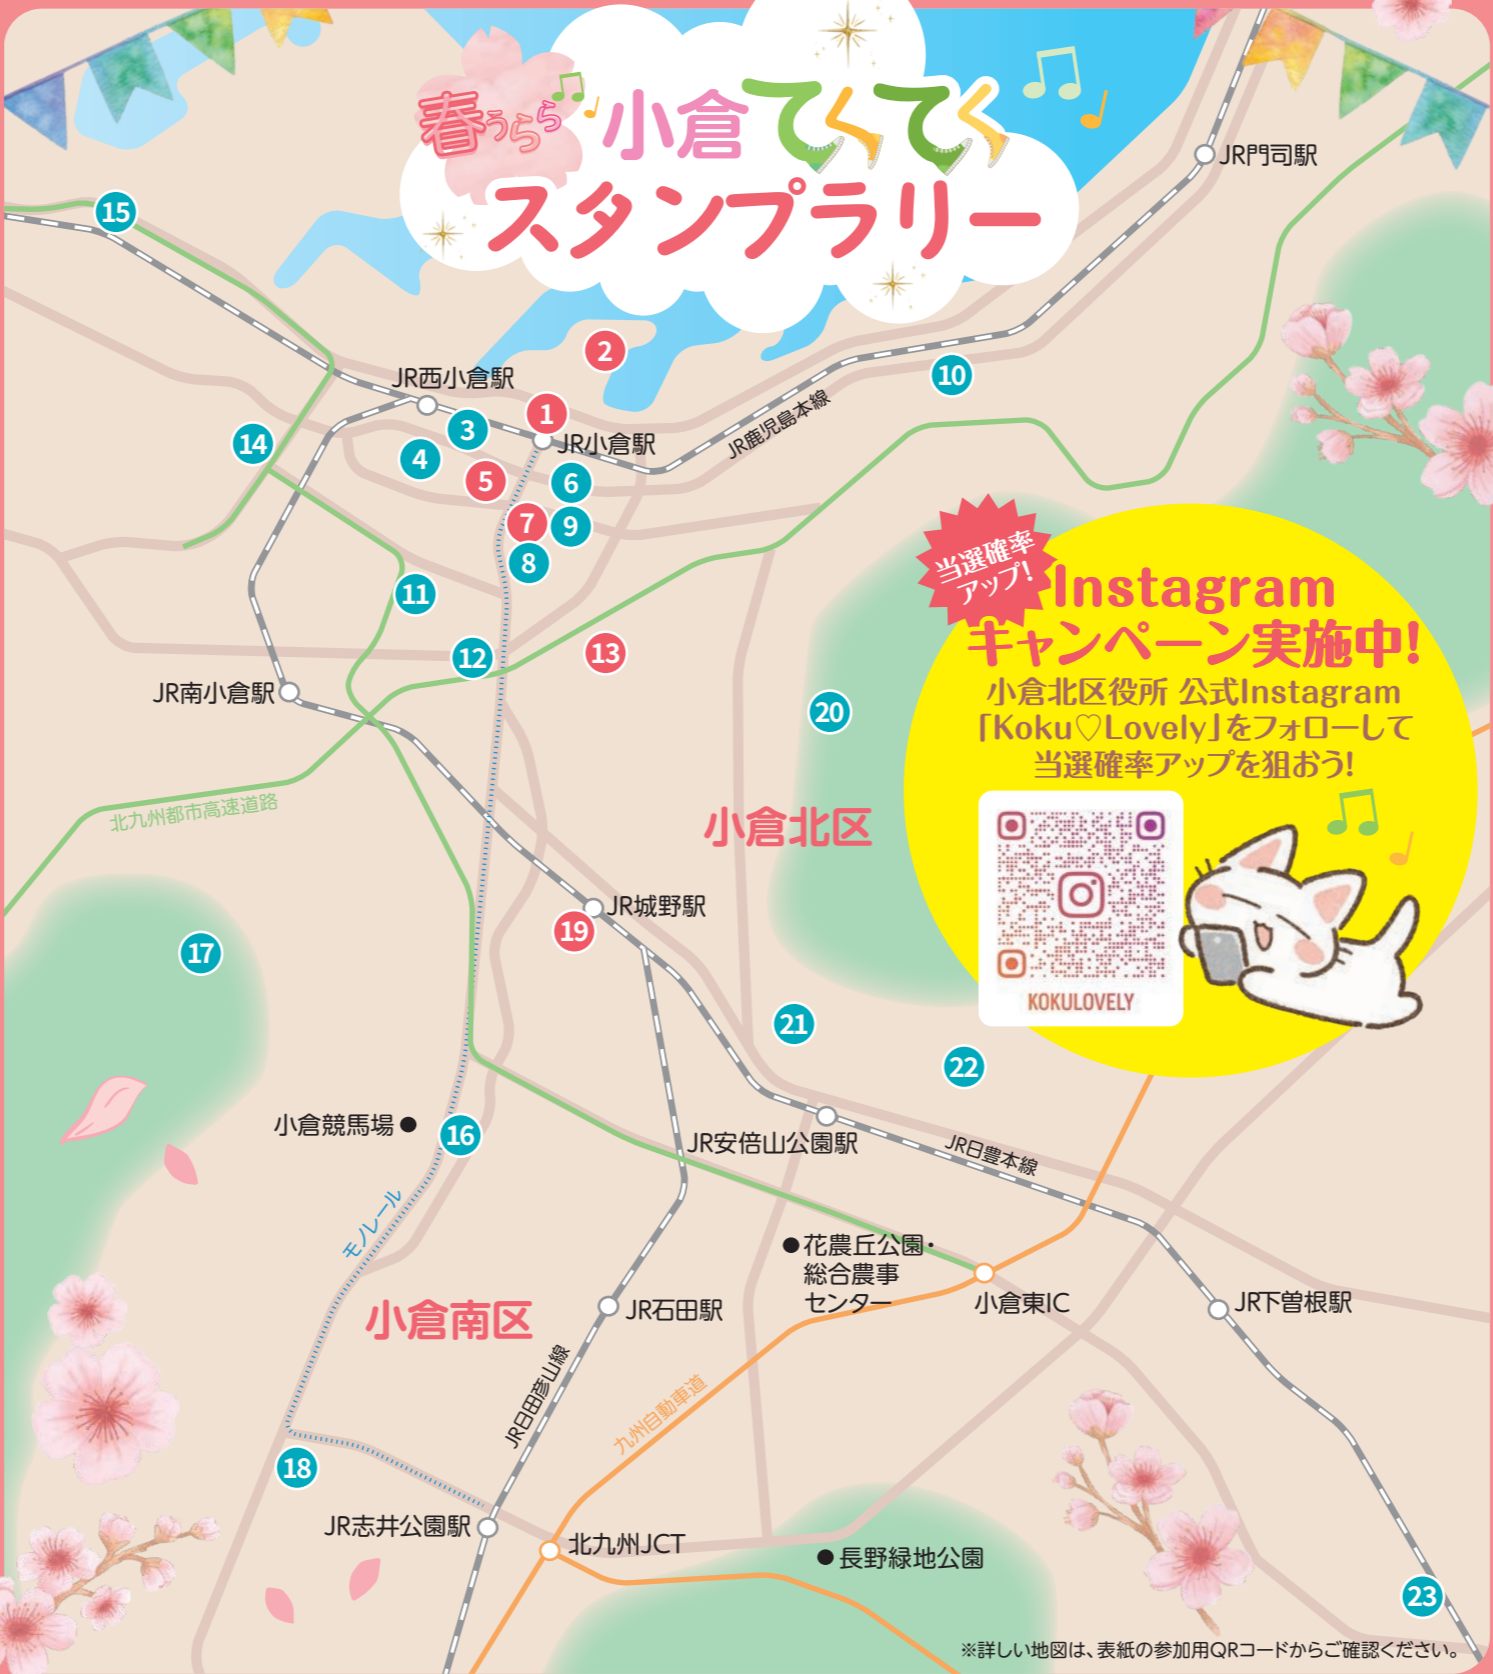 春うらら
小倉てくてく
スタンプラリー
JR門司駅
15
2
10
JR西小倉駅
1
3
JR小倉駅
JR鹿児島本線
14
4
5
6
7
9
8
当選確率
アップ!
Instagram
キャンペーン実施中!
小倉北区役所 公式Instagram
「Koku♡Lovely」をフォローして
当選確率アップを狙おう!
KOKULOVELY
11
12
13
JR南小倉駅
20
北九州都市高速道路
小倉北区
JR城野駅
19
17
21
22
小倉競馬場
16
JR安倍山公園駅
JR日豊本線
モノレール
花農丘公園・
総合農事
センター
小倉東IC
JR下曽根駅
小倉南区
JR石田駅
JR日田彦山線
九州自動車道
18
JR志井公園駅
北九州JCT
長野緑地公園
23
※詳しい地図は、表紙の参加用QRコードからご確認ください。